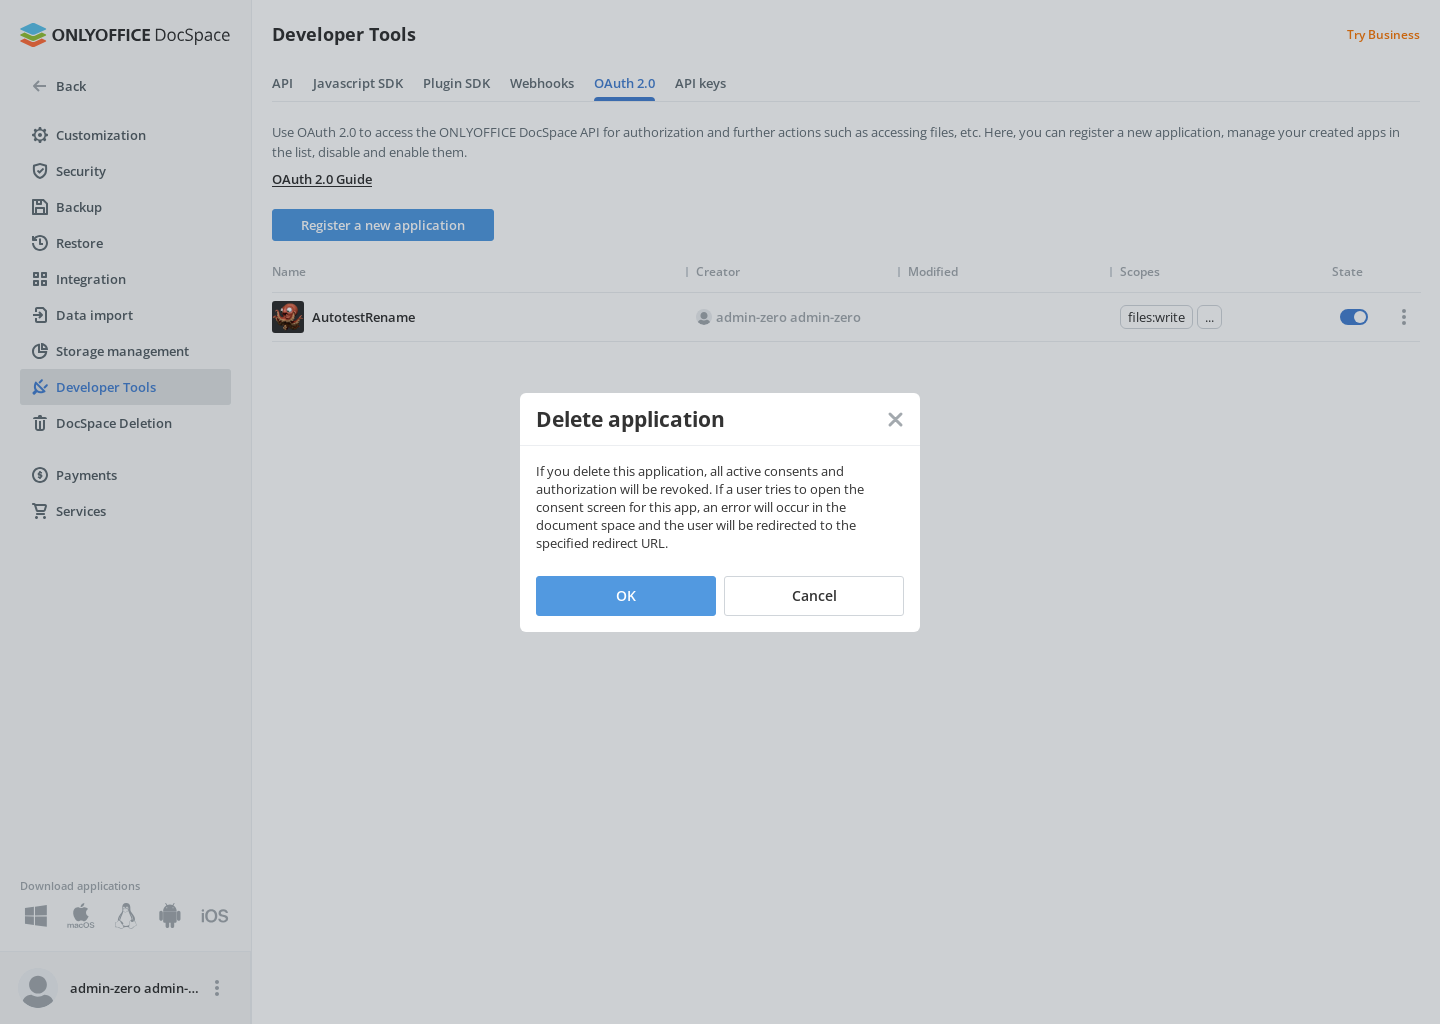 ONLYOFFICE DocSpace
Back
Customization
Security
Backup
Restore
Integration
Data import
Storage management
Developer Tools
DocSpace Deletion
Payments
Services
Download applications
macOS
iOS
admin-zero admin-...
Developer Tools
Try Business
API Javascript SDK Plugin SDK Webhooks OAuth 2.0 API keys
Use OAuth 2.0 to access the ONLYOFFICE DocSpace API for authorization and further actions such as accessing files, etc. Here, you can register a new application, manage your created apps in
the list, disable and enable them.
OAuth 2.0 Guide
Register a new application
Name Creator Modified Scopes State
AutotestRename admin-zero admin-zero files:write ...
Delete application
If you delete this application, all active consents and
authorization will be revoked. If a user tries to open the
consent screen for this app, an error will occur in the
document space and the user will be redirected to the
specified redirect URL.
OK Cancel